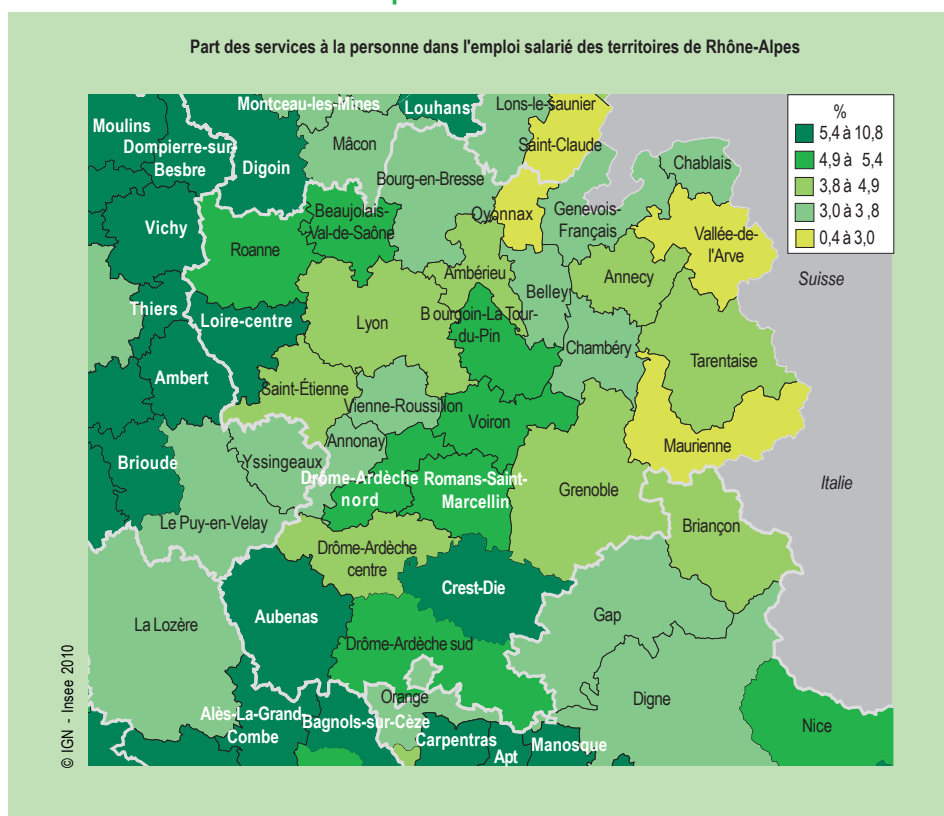 Part des services à la personne dans l'emploi salarié des territoires de Rhône-Alpes
%
5,4 à 10,8
4,9 à 5,4
3,8 à 4,9
3,0 à 3,8
0,4 à 3,0
Montceau-les-Mines
Louhans
Lons-le-saunier
Moulins
Dompierre-sur-
Besbre
Digoin
Mâcon
Saint-Claude
Chablais
Bourg-en-Bresse
Vichy
Roanne
Beaujolais-
Val-de-Saône
Oyonnax
Genevois-
Français
Vallée-de-
l'Arve
Suisse
Ambérieu
Annecy
Belley
Thiers
Loire-centre
Lyon
Bourgoin-La Tour-
du-Pin
Chambéry
Tarentaise
Ambert
Saint-Étienne
Vienne-Roussillon
Voiron
Maurienne
Annonay
Brioude
Yssingeaux
Drôme-Ardèche
nord
Romans-Saint-
Marcellin
Grenoble
Italie
Le Puy-en-Velay
Briançon
Drôme-Ardèche
centre
Crest-Die
Aubenas
Gap
La Lozère
Drôme-Ardèche sud
Digne
Orange
Alès-La-Grand-
Combe
Bagnols-sur-Cèze
Carpentras
Apt
Manosque
Nice
© IGN - Insee 2010